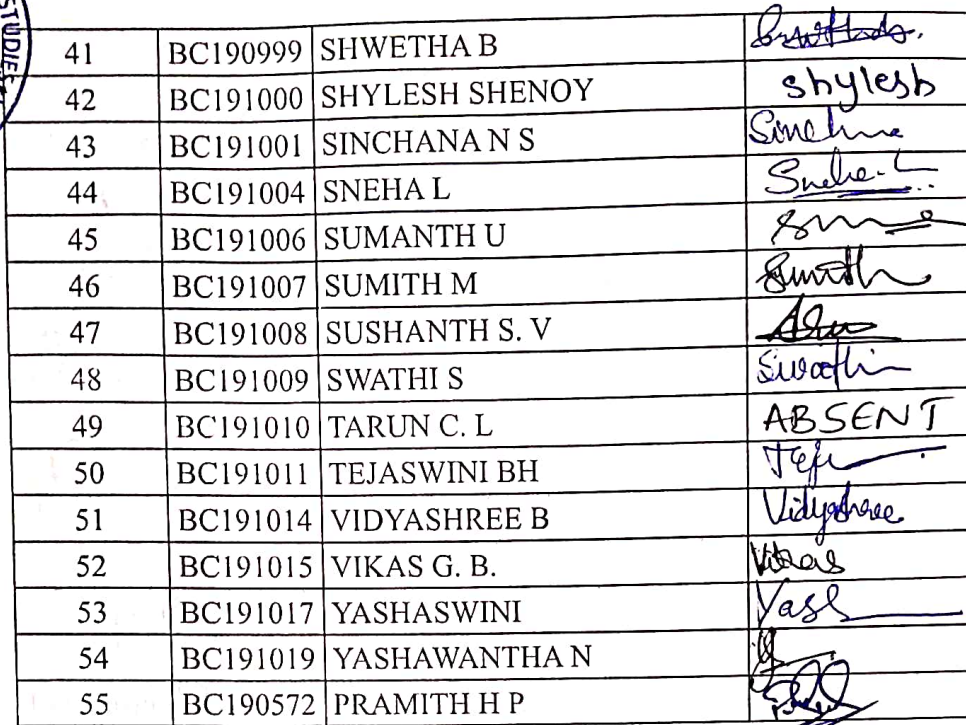 STUDIES
41 BC190999 SHWETHA B
42 BC191000 SHYLESH SHENOY shylesh
43 BC191001 SINCHANA N S
44 BC191004 SNEHA L Sneha.L
45 BC191006 SUMANTH U
46 BC191007 SUMITH M Sumith
47 BC191008 SUSHANTH S. V
48 BC191009 SWATHI S Swathi
49 BC191010 TARUN C. L ABSENT
50 BC191011 TEJASWINI BH
51 BC191014 VIDYASHREE B Vidyashree
52 BC191015 VIKAS G. B. Vikas
53 BC191017 YASHASWINI Yash
54 BC191019 YASHAWANTHA N
55 BC190572 PRAMITH H P